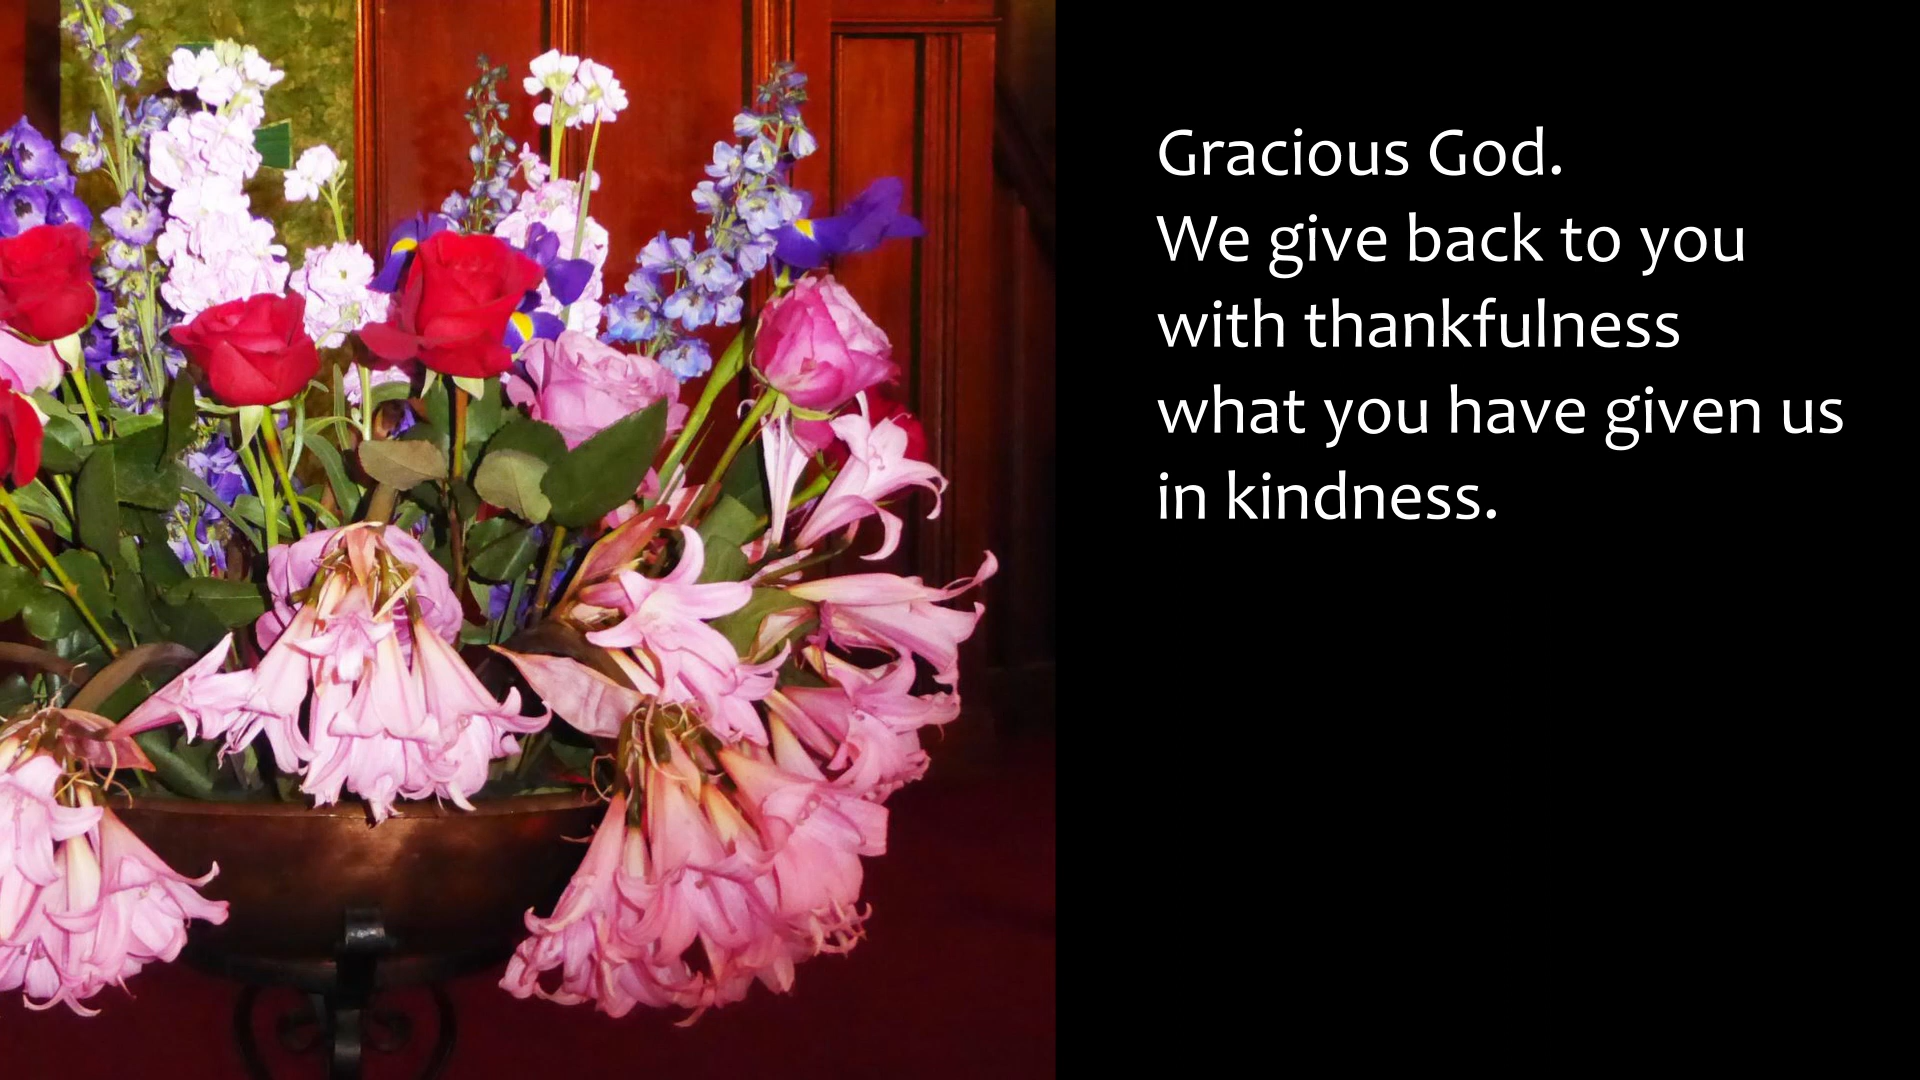 Gracious God.
We give back to you
with thankfulness
what you have given us
in kindness.